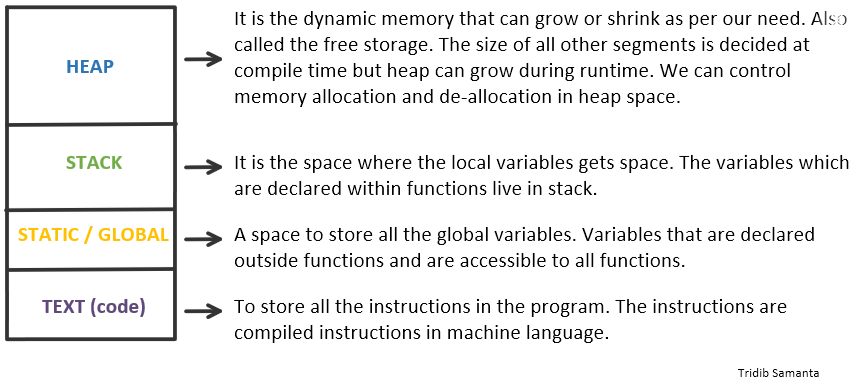 HEAP
It is the dynamic memory that can grow or shrink as per our need. Also
called the free storage. The size of all other segments is decided at
compile time but heap can grow during runtime. We can control
memory allocation and de-allocation in heap space.
STACK
It is the space where the local variables gets space. The variables which
are declared within functions live in stack.
STATIC / GLOBAL
A space to store all the global variables. Variables that are declared
outside functions and are accessible to all functions.
TEXT (code)
To store all the instructions in the program. The instructions are
compiled instructions in machine language.
Tridib Samanta